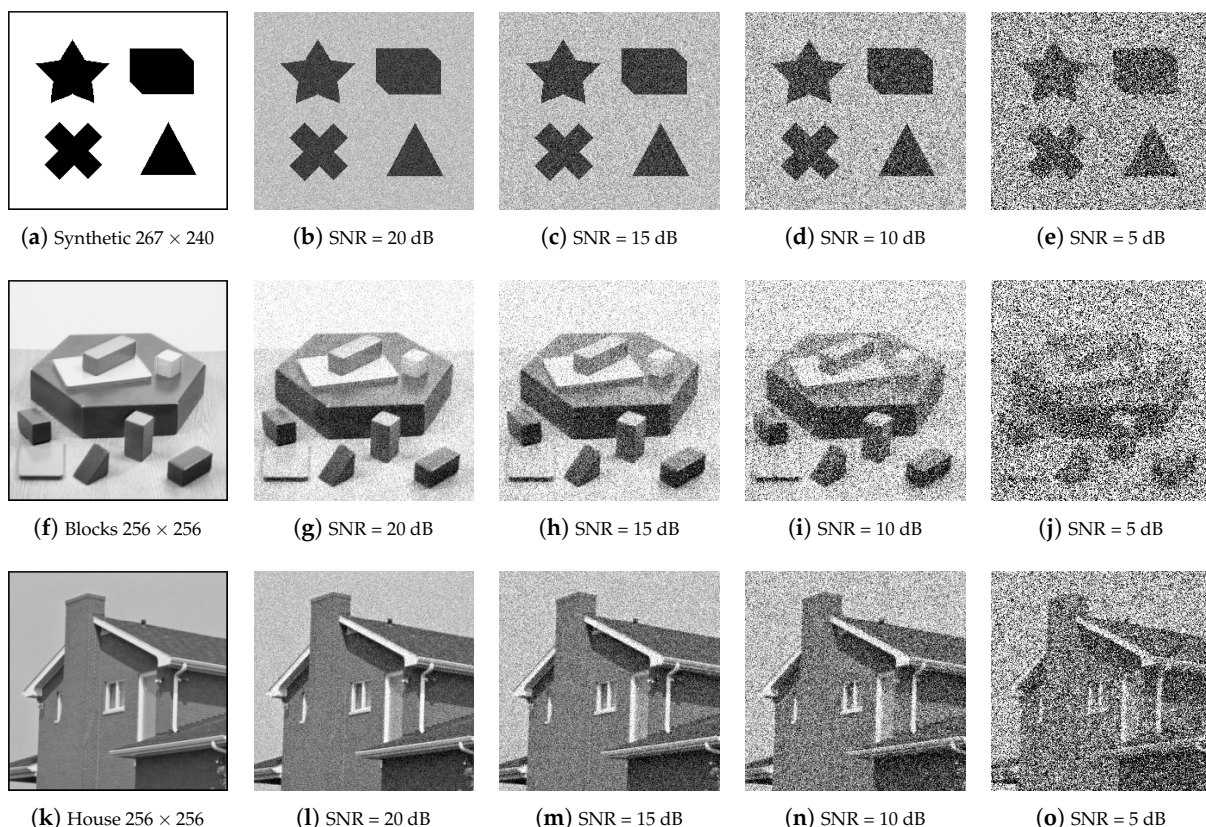 (a) Synthetic 267 × 240
(b) SNR = 20 dB
(c) SNR = 15 dB
(d) SNR = 10 dB
(e) SNR = 5 dB
(f) Blocks 256 × 256
(g) SNR = 20 dB
(h) SNR = 15 dB
(i) SNR = 10 dB
(j) SNR = 5 dB
(k) House 256 × 256
(l) SNR = 20 dB
(m) SNR = 15 dB
(n) SNR = 10 dB
(o) SNR = 5 dB